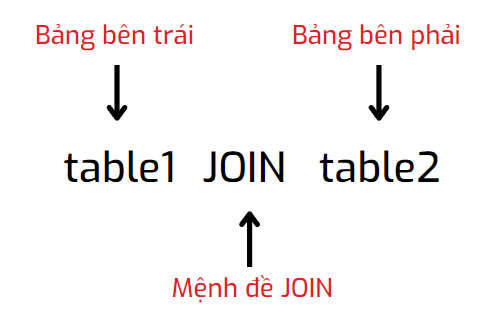 Bảng bên trái
Bảng bên phải
table1 JOIN table2
Mệnh đề JOIN